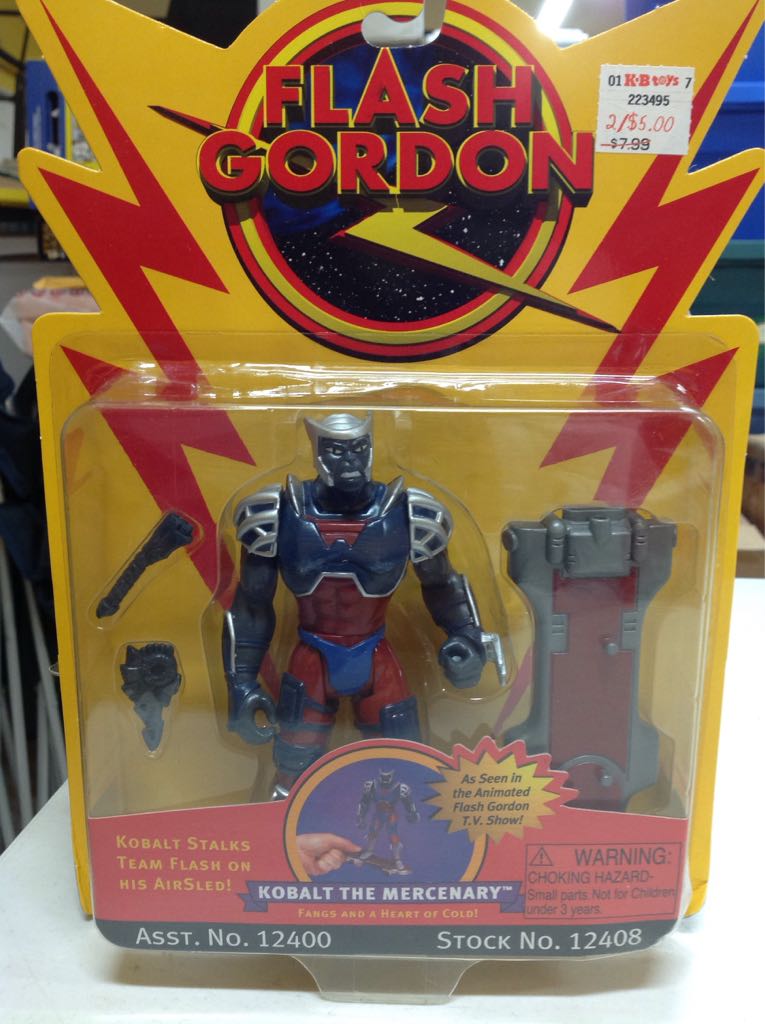 FLASH
GORDON
01 K·B toys 7
223495
2/$5.00
$7.99
As Seen in
the Animated
Flash Gordon
T.V. Show!
KOBALT STALKS
TEAM FLASH ON
HIS AIRSLED!
KOBALT THE MERCENARY™
FANGS AND A HEART OF COLD!
WARNING:
CHOKING HAZARD-
Small parts. Not for Children
under 3 years.
ASST. NO. 12400
STOCK NO. 12408